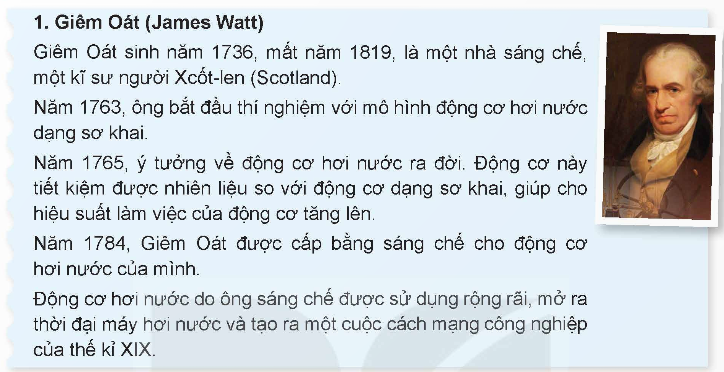 1. Giêm Oát (James Watt)
Giêm Oát sinh năm 1736, mất năm 1819, là một nhà sáng chế,
một kĩ sư người Xcốt-len (Scotland).
Năm 1763, ông bắt đầu thí nghiệm với mô hình động cơ hơi nước
dạng sơ khai.
Năm 1765, ý tưởng về động cơ hơi nước ra đời. Động cơ này
tiết kiệm được nhiên liệu so với động cơ dạng sơ khai, giúp cho
hiệu suất làm việc của động cơ tăng lên.
Năm 1784, Giêm Oát được cấp bằng sáng chế cho động cơ
hơi nước của mình.
Động cơ hơi nước do ông sáng chế được sử dụng rộng rãi, mở ra
thời đại máy hơi nước và tạo ra một cuộc cách mạng công nghiệp
của thế kỉ XIX.